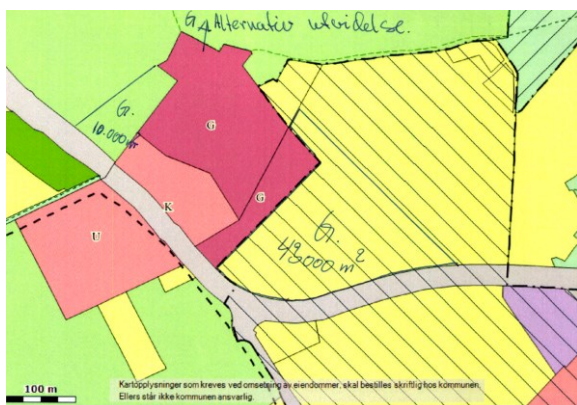 G. Alternativ utvidelse.
G.
10.000 m²
G
K
G
U
G.
49000 m²
100 m
Kartopplysninger som kreves ved omsetning av eiendommer, skal bestilles skriftlig hos kommunen.
Ellers står ikke kommunen ansvarlig.